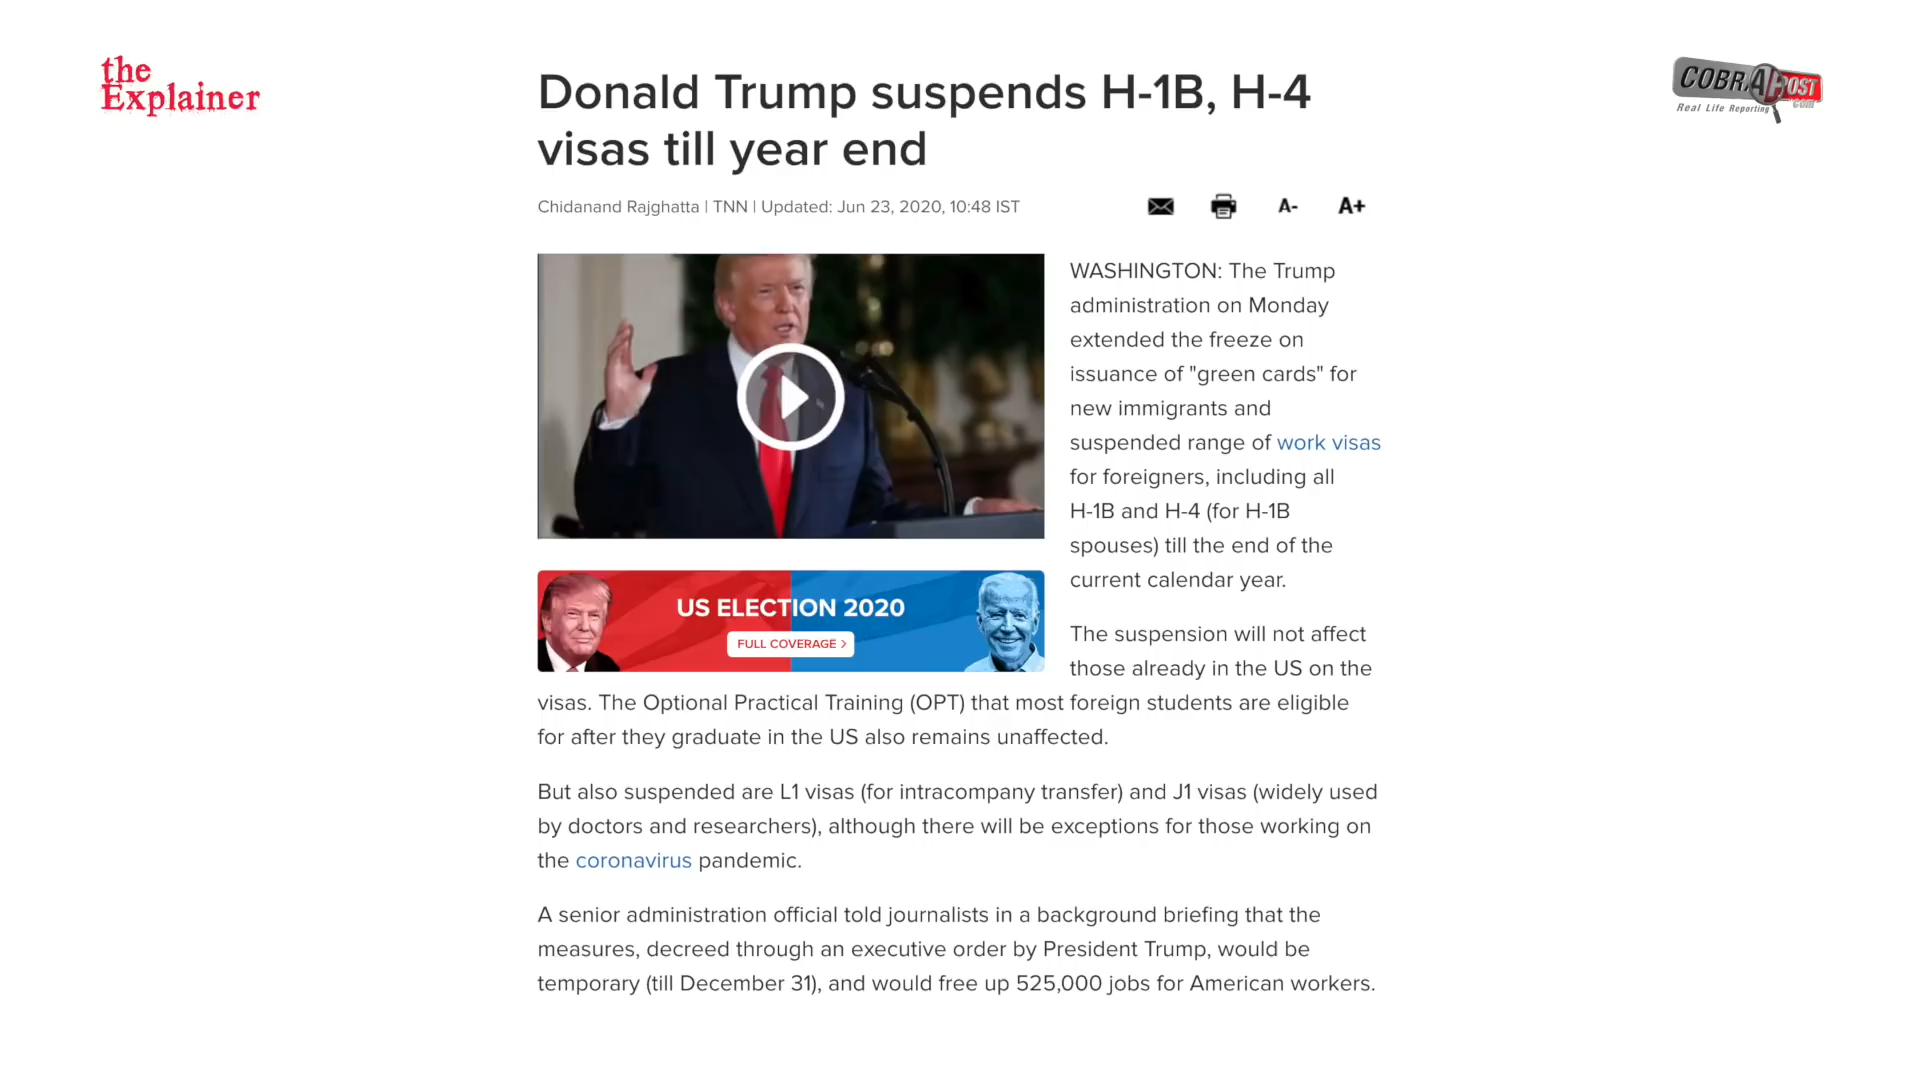 the
Explainer
COBRAPOST
.com
Real Life Reporting
Donald Trump suspends H-1B, H-4
visas till year end
Chidanand Rajghatta | TNN | Updated: Jun 23, 2020, 10:48 IST
A-
A+
WASHINGTON: The Trump
administration on Monday
extended the freeze on
issuance of "green cards" for
new immigrants and
suspended range of work visas
for foreigners, including all
H-1B and H-4 (for H-1B
spouses) till the end of the
current calendar year.
US ELECTION 2020
FULL COVERAGE >
The suspension will not affect
those already in the US on the
visas. The Optional Practical Training (OPT) that most foreign students are eligible
for after they graduate in the US also remains unaffected.
But also suspended are L1 visas (for intracompany transfer) and J1 visas (widely used
by doctors and researchers), although there will be exceptions for those working on
the coronavirus pandemic.
A senior administration official told journalists in a background briefing that the
measures, decreed through an executive order by President Trump, would be
temporary (till December 31), and would free up 525,000 jobs for American workers.